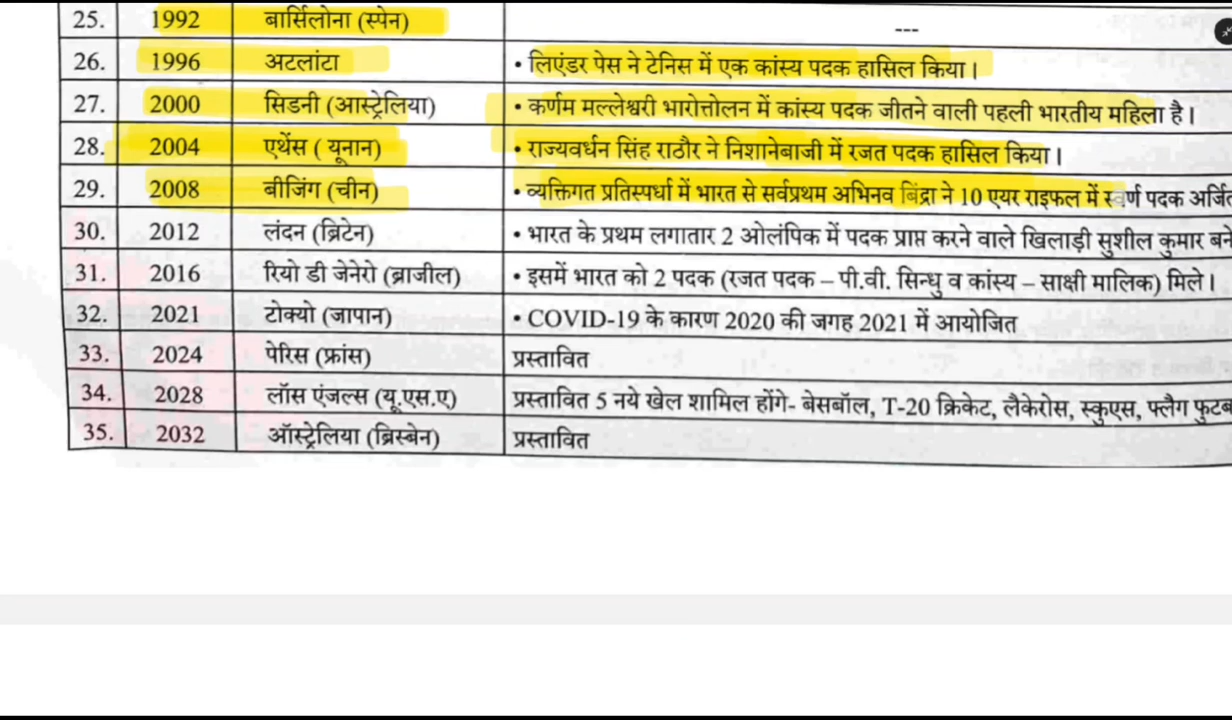 25. 1992 बार्सिलोना (स्पेन) ---
26. 1996 अटलांटा • लिएंडर पेस ने टेनिस में एक कांस्य पदक हासिल किया।
27. 2000 सिडनी (आस्ट्रेलिया) • कर्णम मल्लेश्वरी भारोत्तोलन में कांस्य पदक जीतने वाली पहली भारतीय महिला है।
28. 2004 एथेंस ( यूनान) • राज्यवर्धन सिंह राठौर ने निशानेबाजी में रजत पदक हासिल किया।
29. 2008 बीजिंग (चीन) • व्यक्तिगत प्रतिस्पर्धा में भारत से सर्वप्रथम अभिनव बिंद्रा ने 10 एयर राइफल में स्वर्ण पदक
30. 2012 लंदन (ब्रिटेन) • भारत के प्रथम लगातार 2 ओलंपिक में पदक प्राप्त करने वाले खिलाड़ी सुशील कुमार बने
31. 2016 रियो डी जेनेरो (ब्राजील) • इसमें भारत को 2 पदक (रजत पदक – पी.वी. सिन्धु व कांस्य – साक्षी मालिक) मिले।
32. 2021 टोक्यो (जापान) • COVID-19 के कारण 2020 की जगह 2021 में आयोजित
33. 2024 पेरिस (फ्रांस) प्रस्तावित
34. 2028 लॉस एंजल्स (यू.एस.ए) प्रस्तावित 5 नये खेल शामिल होंगे- बेसबॉल, T-20 क्रिकेट, लैकेरोस, स्कुएस, फ्लैग
35. 2032 ऑस्ट्रेलिया (ब्रिस्बेन) प्रस्तावित